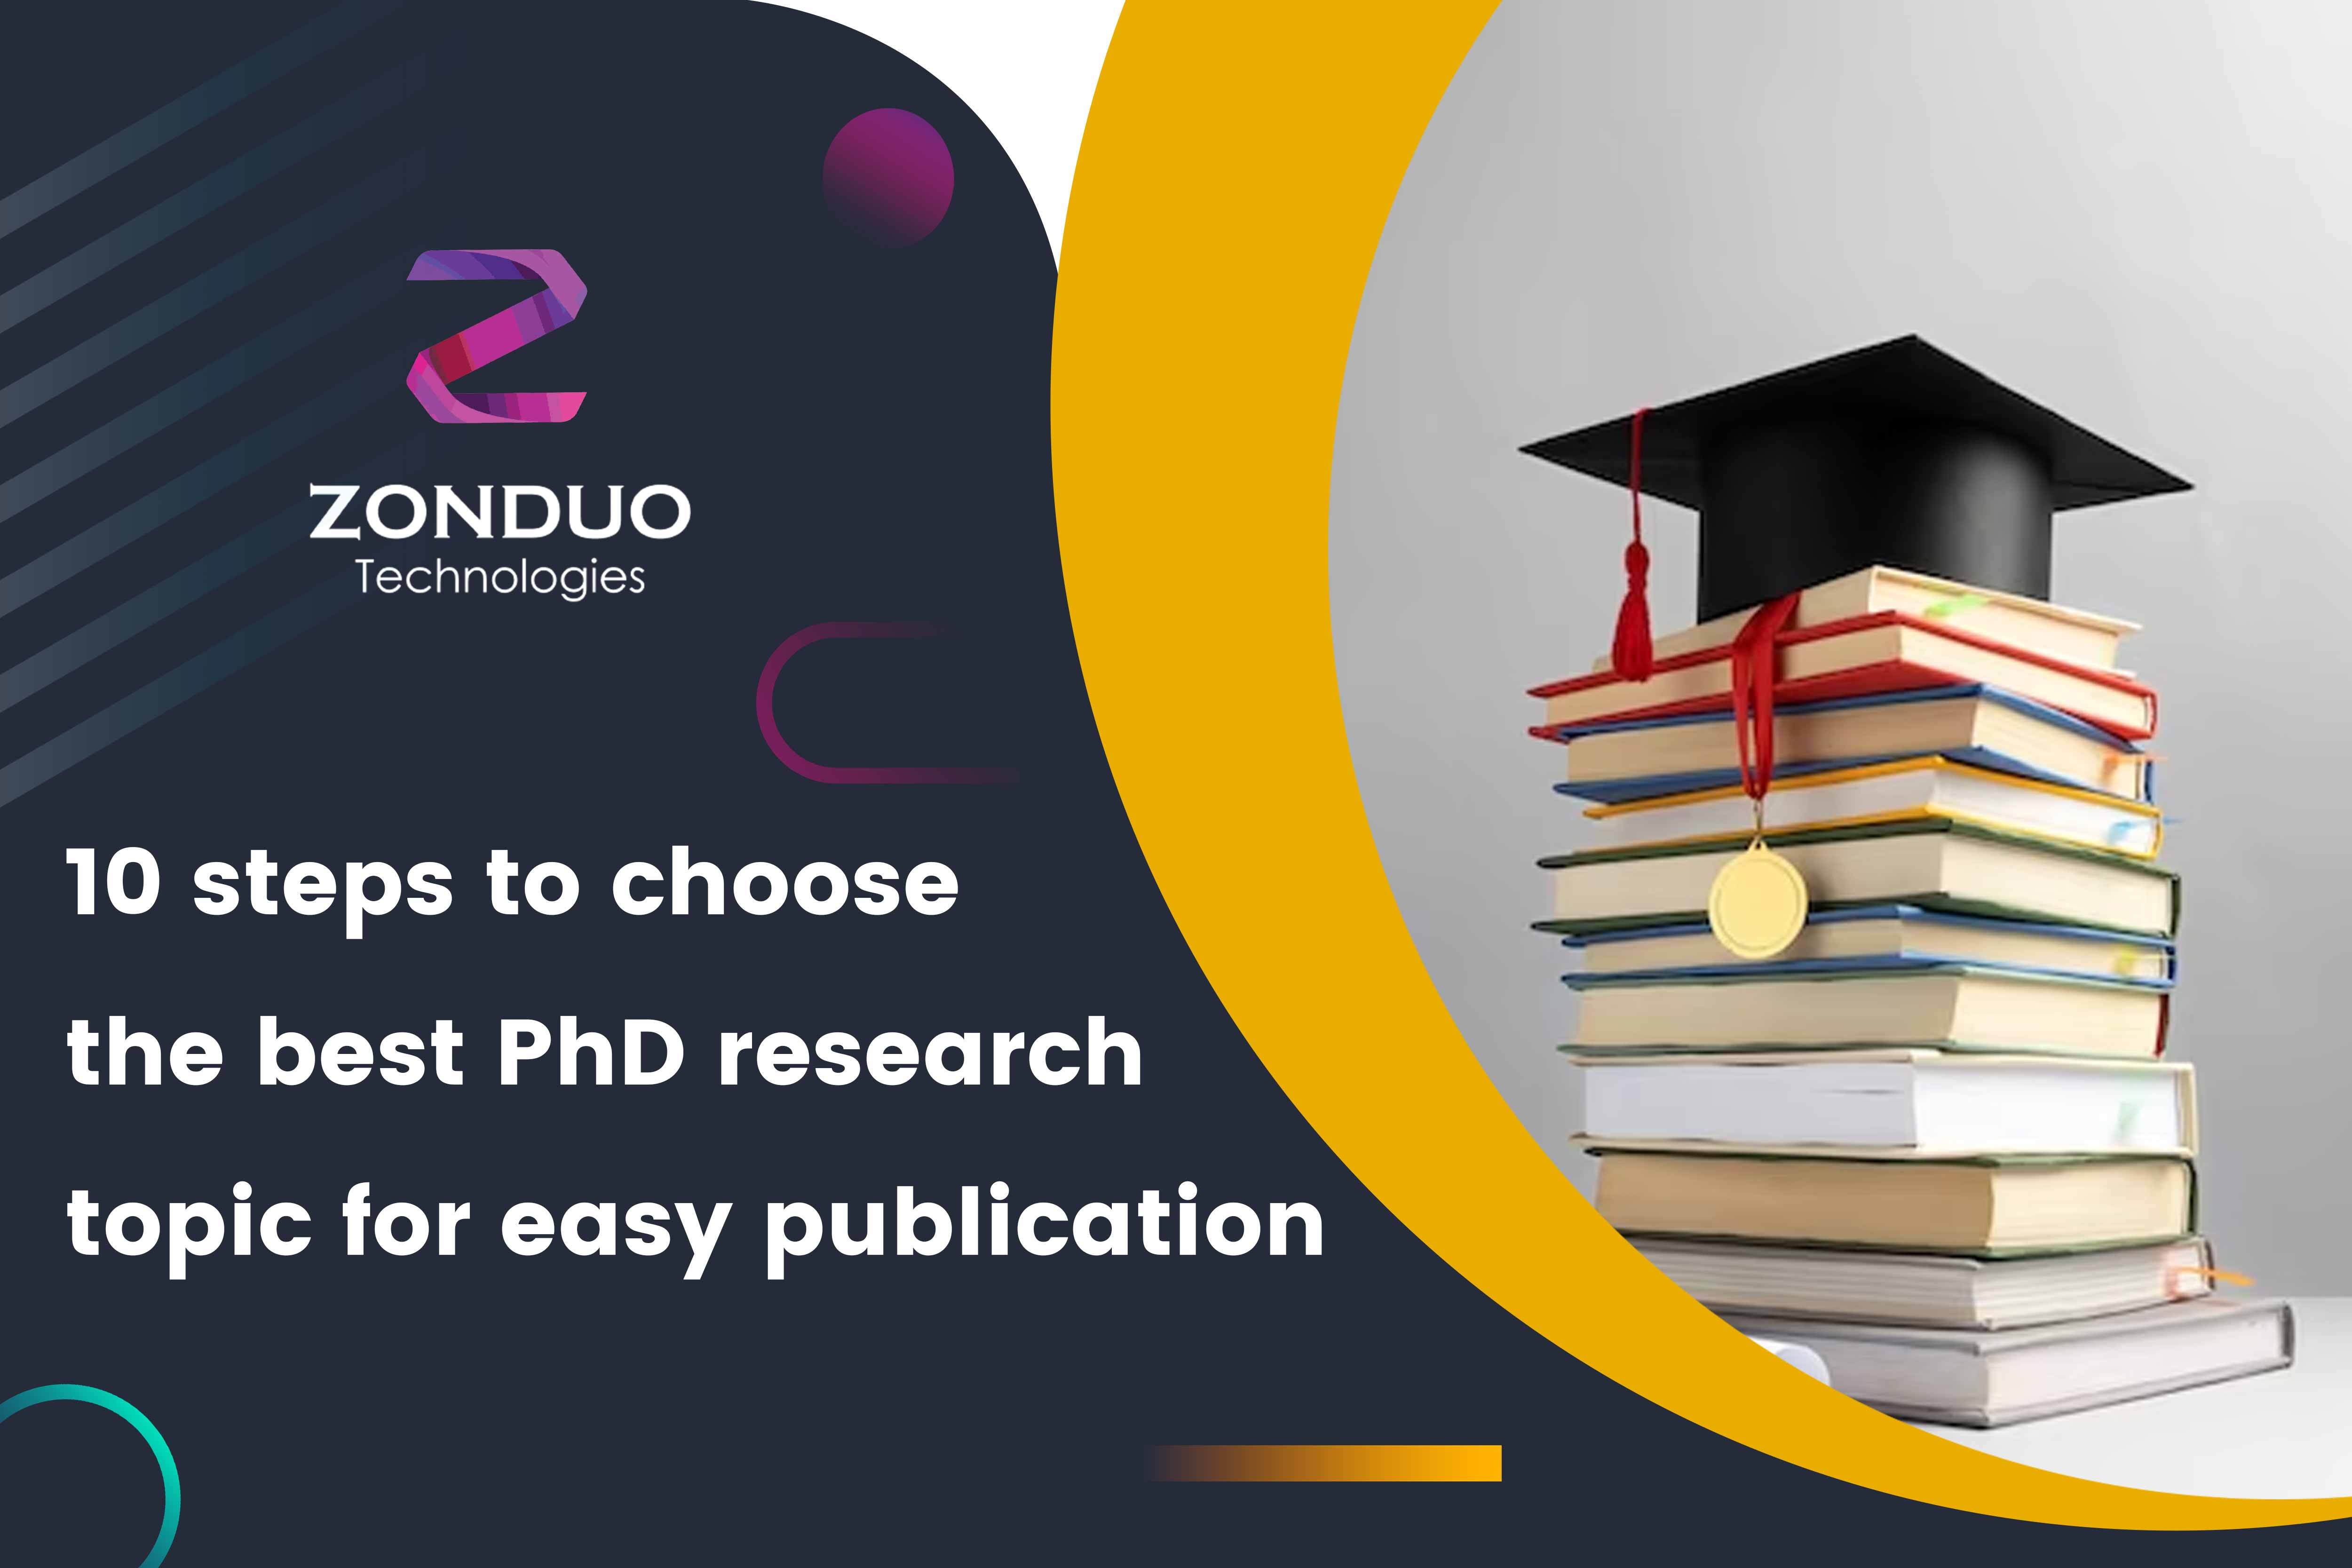 ZONDUO
Technologies
10 steps to choose
the best PhD research
topic for easy publication